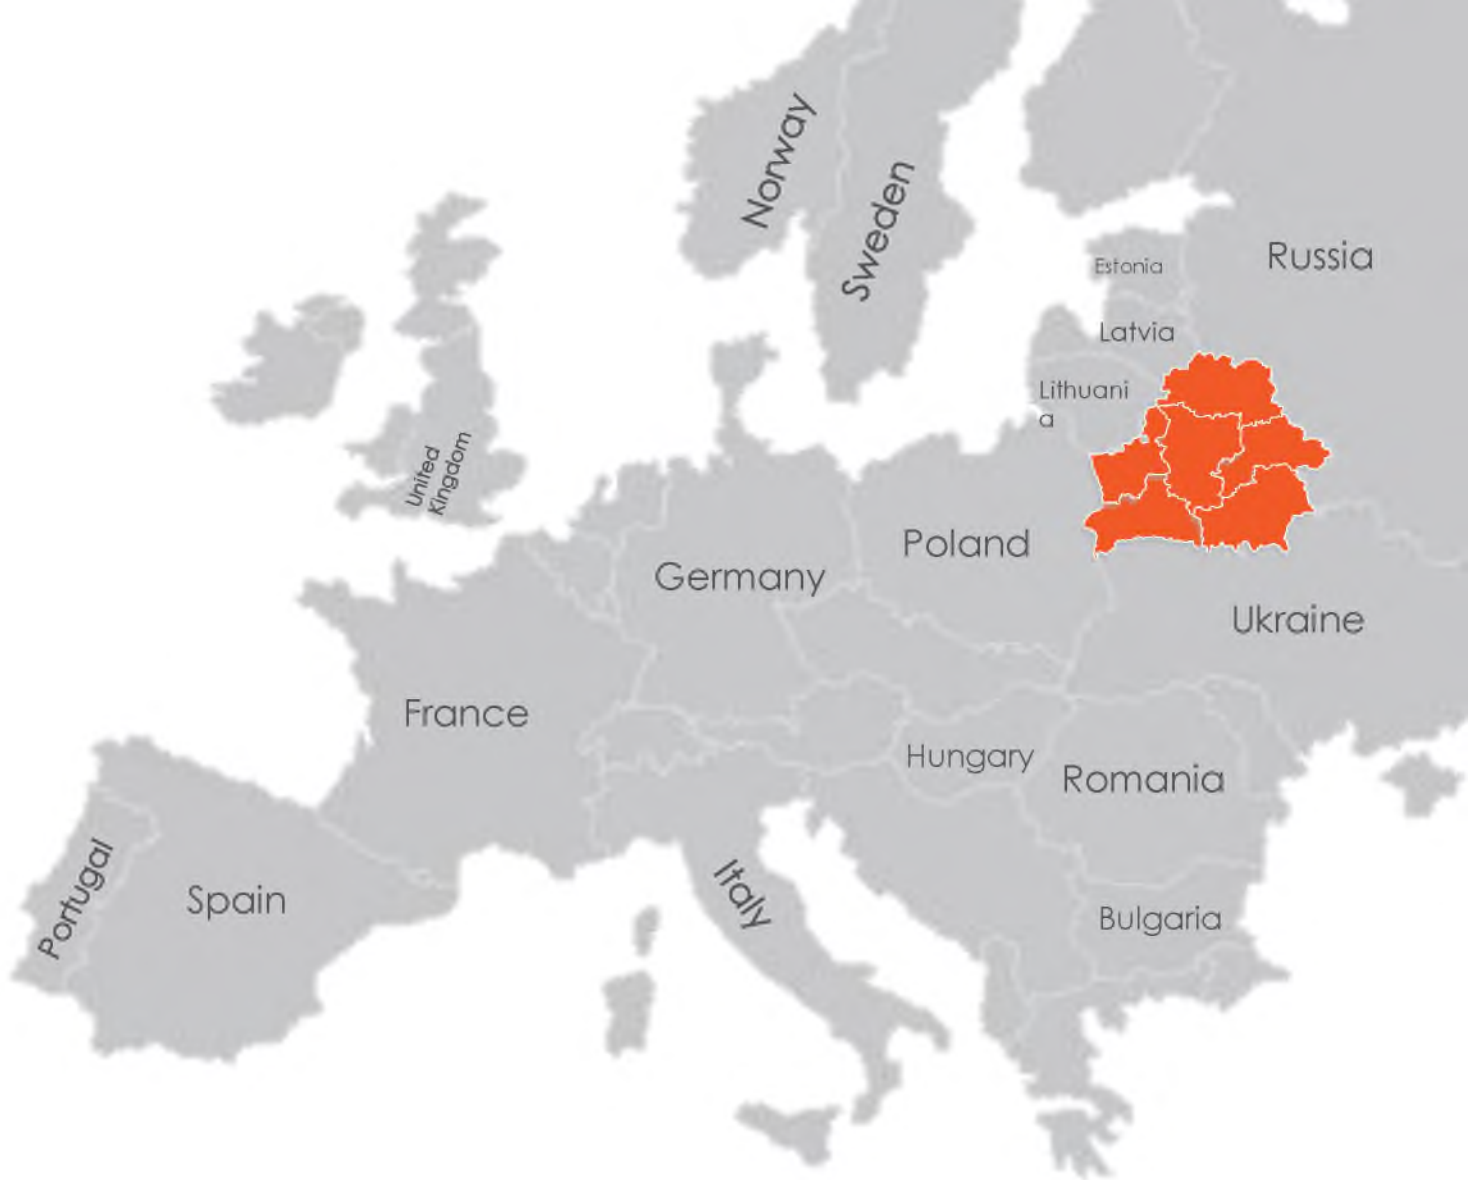 Norway
Sweden
Russia
Estonia
Latvia
Lithuani
a
United
Kingdom
Poland
Germany
Ukraine
France
Hungary
Romania
Portugal
Spain
Italy
Bulgaria